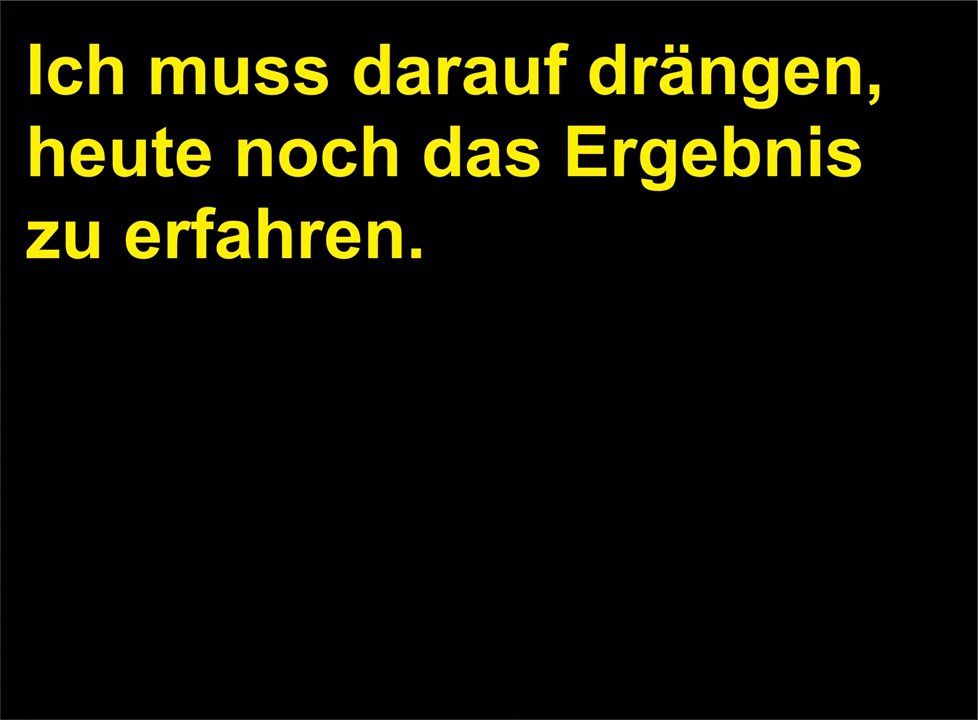 Ich muss darauf drängen,
heute noch das Ergebnis
zu erfahren.